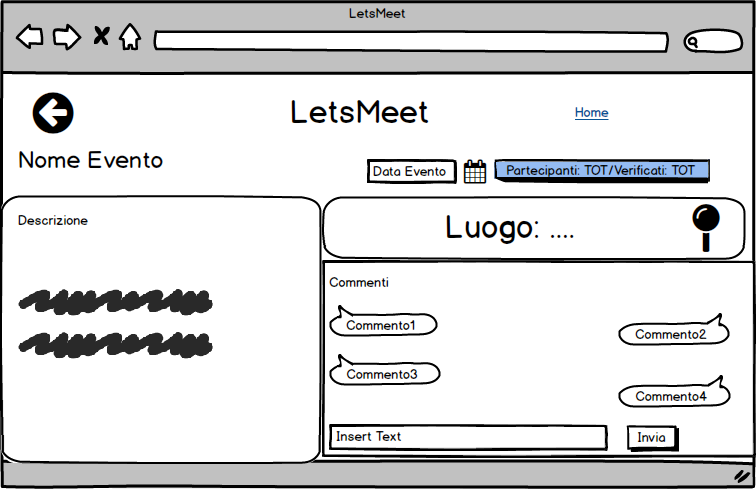 LetsMeet
LetsMeet
Home
Nome Evento
Data Evento
Partecipanti: TOT/Verificati: TOT
Descrizione
Luogo: ....
Commenti
Commento1
Commento2
Commento3
Commento4
Insert Text
Invia